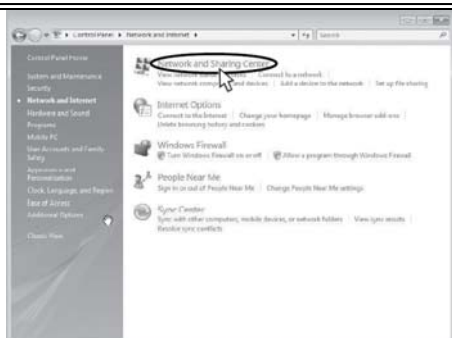 Control Panel ▸ Network and Internet ▸
Search
Control Panel Home
System and Maintenance
Security
Network and Internet
Hardware and Sound
Programs
Mobile PC
User Accounts and Family Safety
Appearance and Personalization
Clock, Language, and Region
Ease of Access
Additional Options
Classic View
Network and Sharing Center
View network status Connect to a network
View network computers and devices Add a device to the network Set up file sharing
Internet Options
Connect to the Internet Change your homepage Manage browser add-ons
Delete browsing history and cookies
Windows Firewall
Turn Windows Firewall on or off Allow a program through Windows Firewall
People Near Me
Sign in or out of People Near Me Change People Near Me settings
Sync Center
Sync with other computers, mobile devices, or network folders View sync results
Resolve sync conflicts